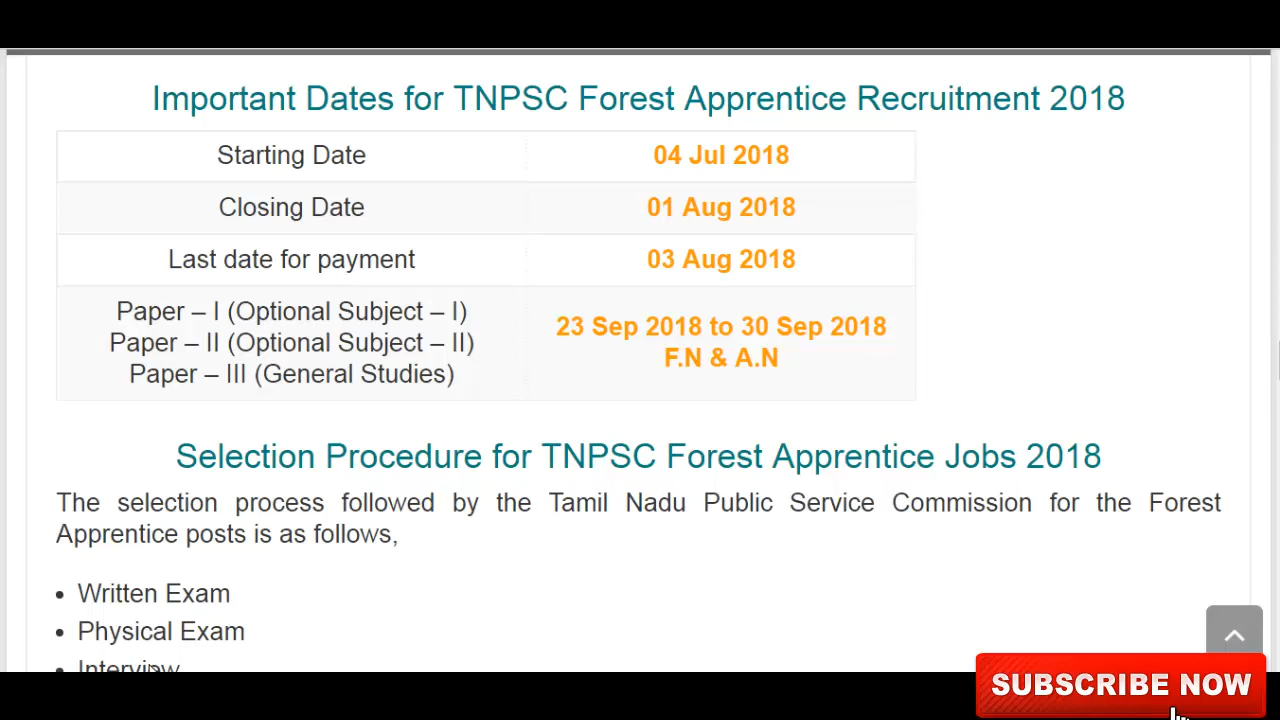 Important Dates for TNPSC Forest Apprentice Recruitment 2018
Starting Date 04 Jul 2018
Closing Date 01 Aug 2018
Last date for payment 03 Aug 2018
Paper – I (Optional Subject – I)
Paper – II (Optional Subject – II)
Paper – III (General Studies)
23 Sep 2018 to 30 Sep 2018
F.N & A.N
Selection Procedure for TNPSC Forest Apprentice Jobs 2018
The selection process followed by the Tamil Nadu Public Service Commission for the Forest
Apprentice posts is as follows,
• Written Exam
• Physical Exam
• Interview
SUBSCRIBE NOW